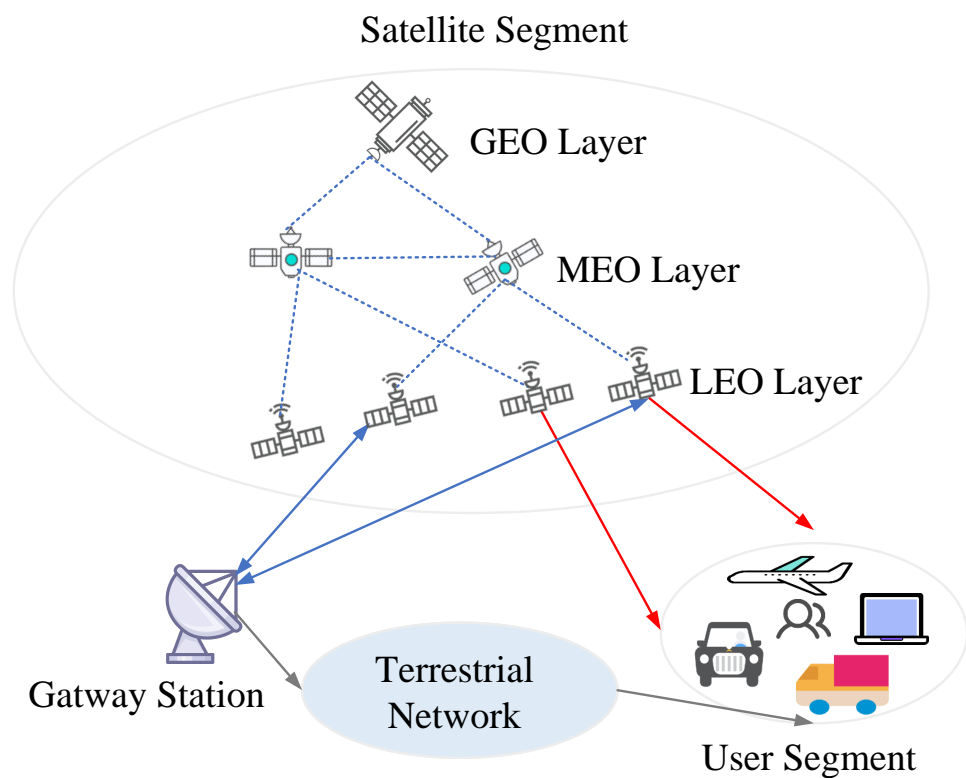 Satellite Segment
GEO Layer
MEO Layer
LEO Layer
Gatway Station
Terrestrial
Network
User Segment